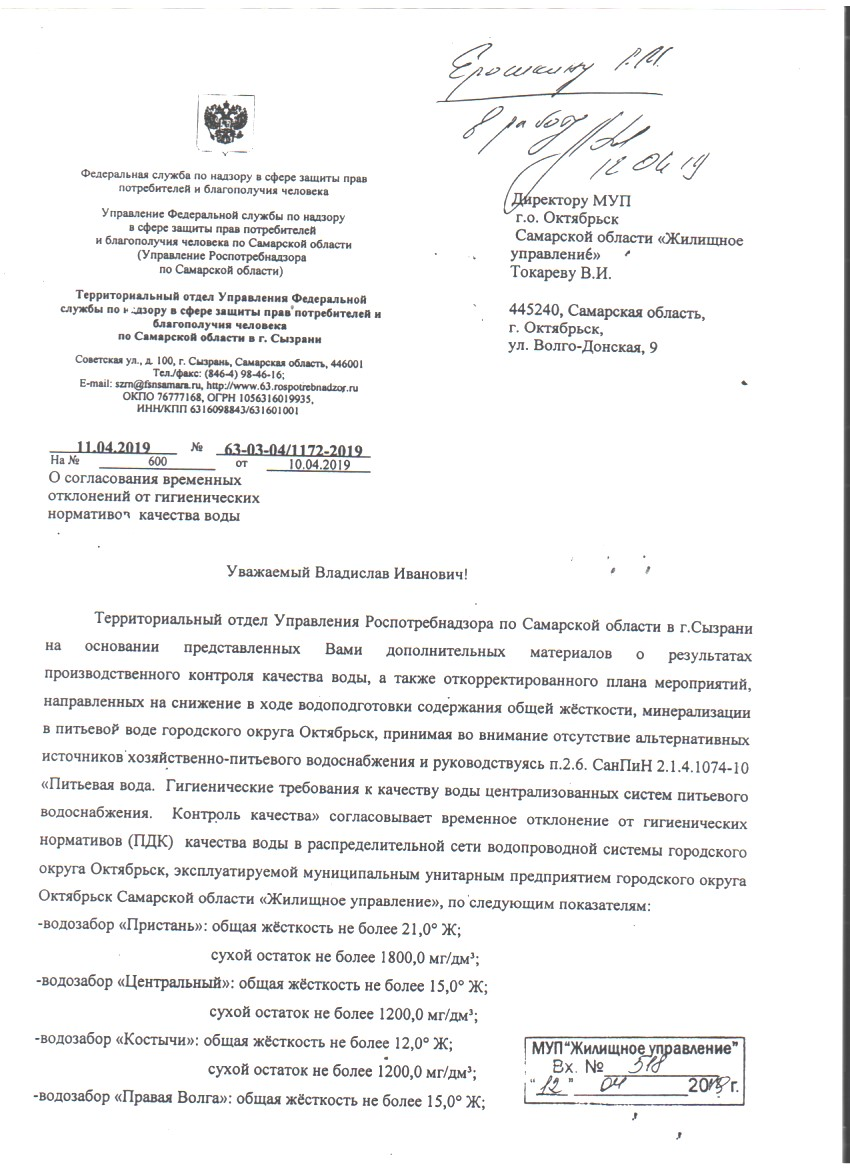 Ерошкину Г.М.
в работу
12 04 19
Федеральная служба по надзору в сфере защиты прав
потребителей и благополучия человека
Управление Федеральной службы по надзору
в сфере защиты прав потребителей
и благополучия человека по Самарской области
(Управление Роспотребнадзора
по Самарской области)
Территориальный отдел Управления Федеральной
службы по надзору в сфере защиты прав потребителей и
благополучия человека
по Самарской области в г. Сызрани
Советская ул., д. 100, г. Сызрань, Самарская область, 446001
Тел./факс: (846-4) 98-46-16;
E-mail: szrn@fsnsamara.ru, http://www.63.rospotrebnadzor.ru
ОКПО 76777168, ОГРН 1056316019935,
ИНН/КПП 6316098843/631601001
11.04.2019 № 63-03-04/1172-2019
На № 600 от 10.04.2019
О согласования временных
отклонений от гигиенических
нормативов качества воды
Директору МУП
г.о. Октябрьск
Самарской области «Жилищное
управление»
Токареву В.И.
445240, Самарская область,
г. Октябрьск,
ул. Волго-Донская, 9
Уважаемый Владислав Иванович!
Территориальный отдел Управления Роспотребнадзора по Самарской области в г.Сызрани
на основании представленных Вами дополнительных материалов о результатах
производственного контроля качества воды, а также откорректированного плана мероприятий,
направленных на снижение в ходе водоподготовки содержания общей жёсткости, минерализации
в питьевой воде городского округа Октябрьск, принимая во внимание отсутствие альтернативных
источников хозяйственно-питьевого водоснабжения и руководствуясь п.2.6. СанПиН 2.1.4.1074-10
«Питьевая вода. Гигиенические требования к качеству воды централизованных систем питьевого
водоснабжения. Контроль качества» согласовывает временное отклонение от гигиенических
нормативов (ПДК) качества воды в распределительной сети водопроводной системы городского
округа Октябрьск, эксплуатируемой муниципальным унитарным предприятием городского округа
Октябрьск Самарской области «Жилищное управление», по следующим показателям:
-водозабор «Пристань»: общая жёсткость не более 21,0° Ж;
сухой остаток не более 1800,0 мг/дм³;
-водозабор «Центральный»: общая жёсткость не более 15,0° Ж;
сухой остаток не более 1200,0 мг/дм³;
-водозабор «Костычи»: общая жёсткость не более 12,0° Ж;
сухой остаток не более 1200,0 мг/дм³;
-водозабор «Правая Волга»: общая жёсткость не более 15,0° Ж;
МУП "Жилищное управление"
Вх. № 518
"12" 04 2019 г.